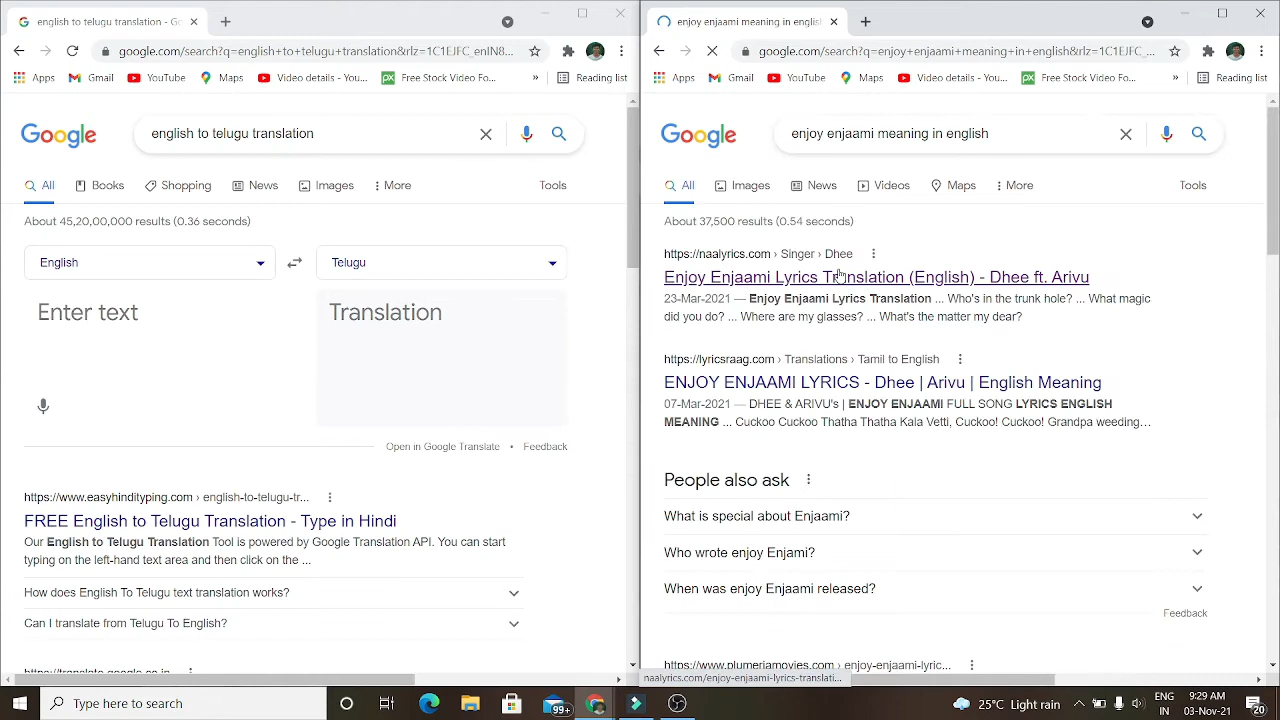 english to telugu translation - G
google.com/search?q=english+to+telugu+translation&rlz=1C1EJFC_enIN8...
Apps
Gmail
YouTube
Maps
Video details - You...
Free Stock Video Fo...
»
Reading list
Google
english to telugu translation
All
Books
Shopping
News
Images
More
Tools
About 45,20,00,000 results (0.36 seconds)
English
Telugu
Enter text
Translation
Open in Google Translate • Feedback
https://www.easyhindityping.com › english-to-telugu-tr...
FREE English to Telugu Translation - Type in Hindi
Our English to Telugu Translation Tool is powered by Google Translation API. You can start
typing on the left-hand text area and then click on the ...
How does English To Telugu text translation works?
Can I translate from Telugu To English?
https://translate.google.co.in
enjoy enjaami meaning in english
google.com/search?q=enjoy+enjaami+meaning+in+english&rlz=1C1EJFC_...
Apps
Gmail
YouTube
Maps
Video details - You...
Free Stock Video Fo...
»
Reading list
Google
enjoy enjaami meaning in english
All
Images
News
Videos
Maps
More
Tools
About 37,500 results (0.54 seconds)
https://naalyrics.com › Singer › Dhee
Enjoy Enjaami Lyrics Translation (English) - Dhee ft. Arivu
23-Mar-2021 — Enjoy Enjaami Lyrics Translation ... Who's in the trunk hole? ... What magic
did you do? ... Where are my glasses? ... What's the matter my dear?
https://lyricsraag.com › Translations › Tamil to English
ENJOY ENJAAMI LYRICS - Dhee | Arivu | English Meaning
07-Mar-2021 — DHEE & ARIVU's | ENJOY ENJAAMI FULL SONG LYRICS ENGLISH
MEANING ... Cuckoo Cuckoo Thatha Thatha Kala Vetti, Cuckoo! Cuckoo! Grandpa weeding...
People also ask
What is special about Enjaami?
Who wrote enjoy Enjami?
When was enjoy Enjaami released?
Feedback
https://www.plumeriamovies.com › enjoy-enjaami-lyric...
naalyrics.com/enjoy-enjaami-lyrics-translati...
Type here to search
99+
25°C Light rain
ENG
IN
9:29 AM
03-Nov-21
20